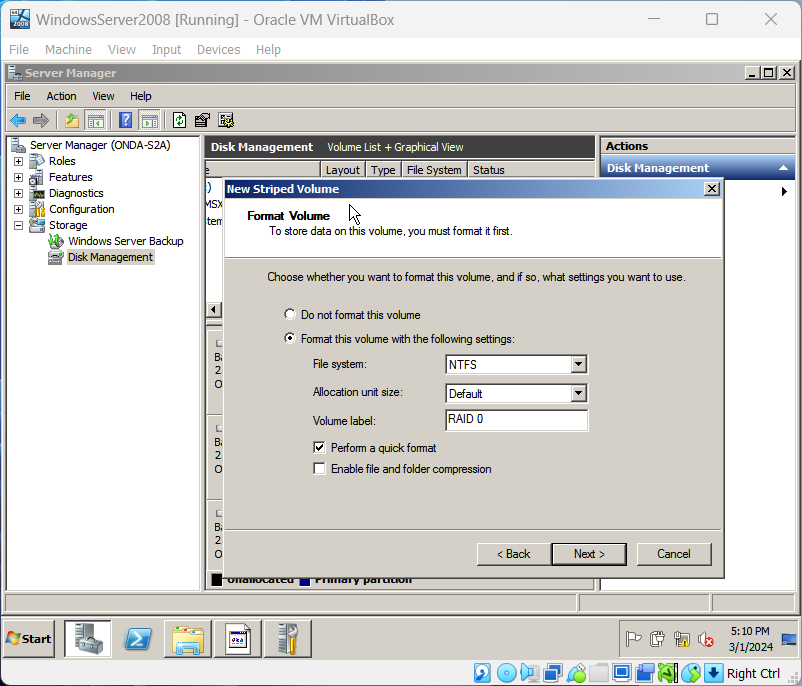 WindowsServer2008 [Running] - Oracle VM VirtualBox
File Machine View Input Devices Help
Server Manager
File Action View Help
Server Manager (ONDA-S2A)
Roles
Features
Diagnostics
Configuration
Storage
Windows Server Backup
Disk Management
Disk Management Volume List + Graphical View
Layout Type File System Status
Actions
Disk Management
New Striped Volume
Format Volume
To store data on this volume, you must format it first.
Choose whether you want to format this volume, and if so, what settings you want to use.
Do not format this volume
Format this volume with the following settings:
File system: NTFS
Allocation unit size: Default
Volume label: RAID 0
Perform a quick format
Enable file and folder compression
< Back Next > Cancel
Unallocated Primary partition
Start
5:10 PM
3/1/2024
Right Ctrl